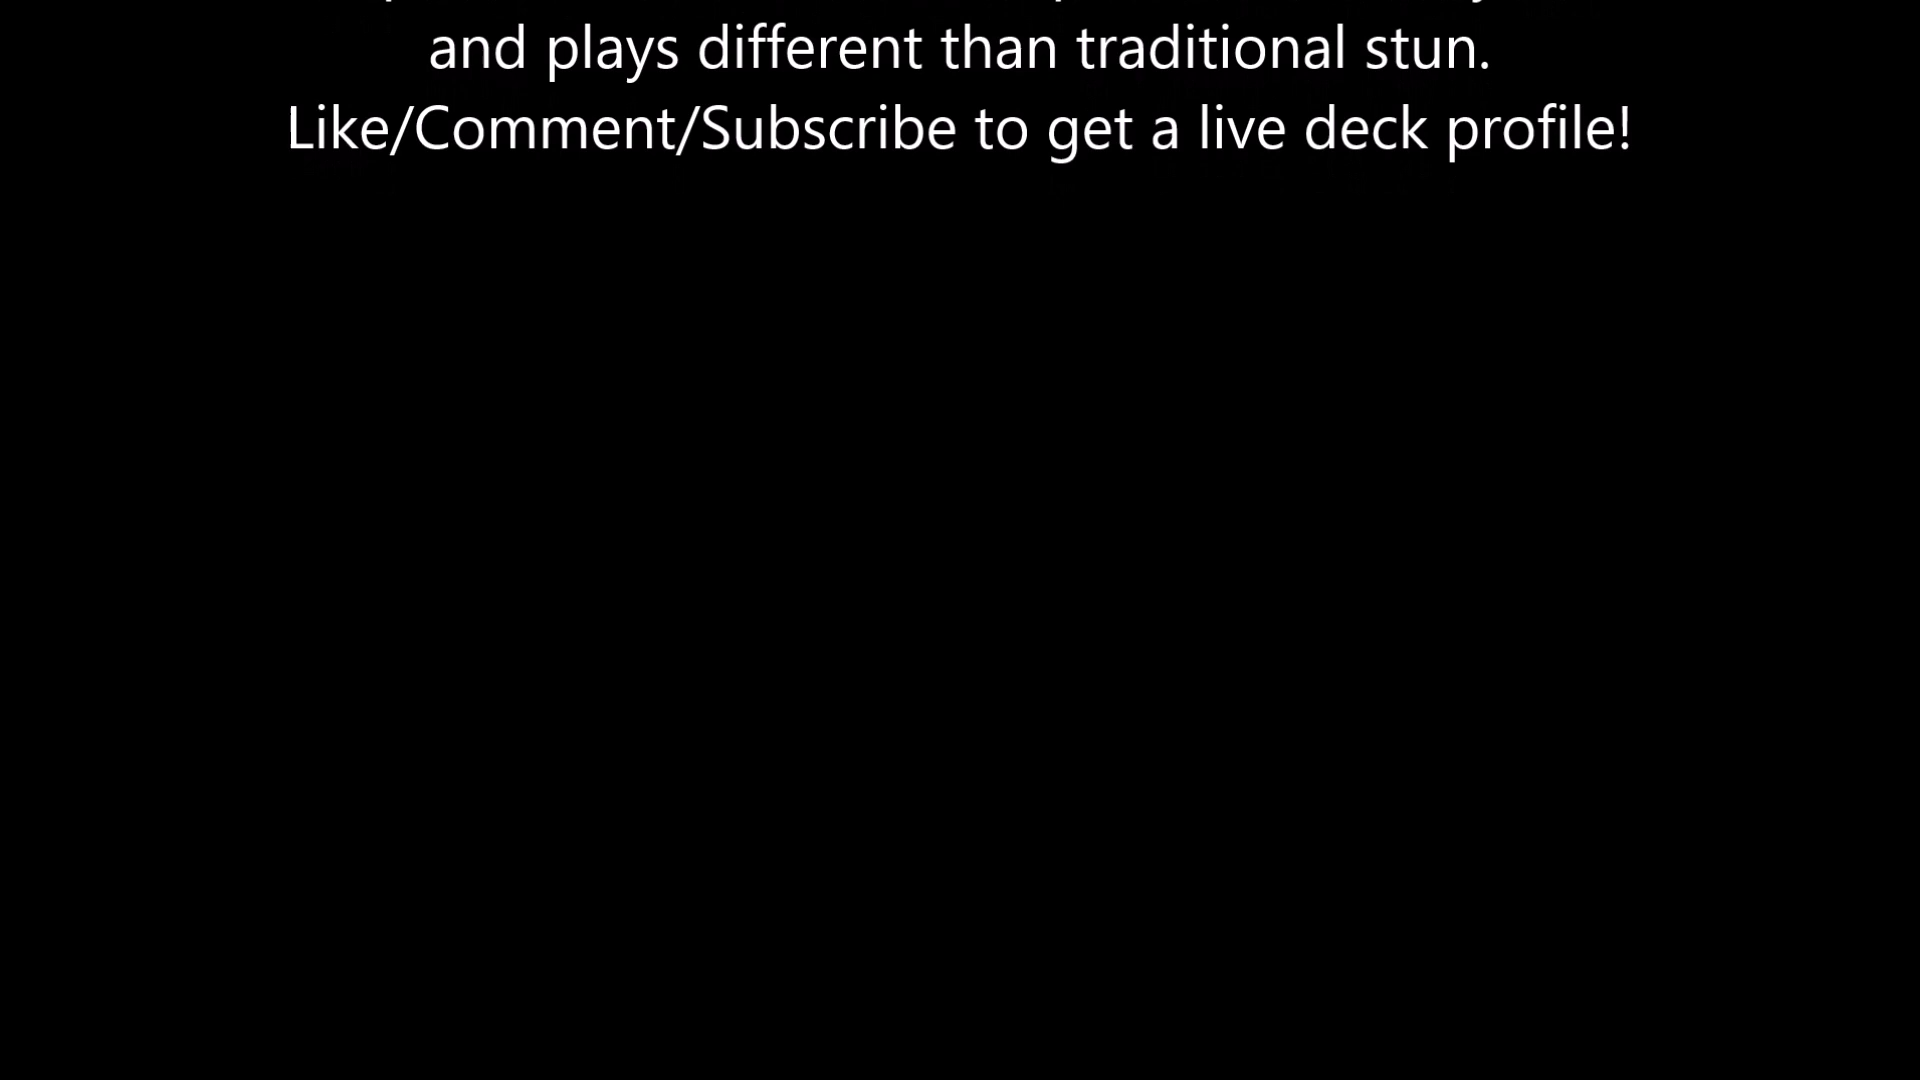 and plays different than traditional stun.
Like/Comment/Subscribe to get a live deck profile!